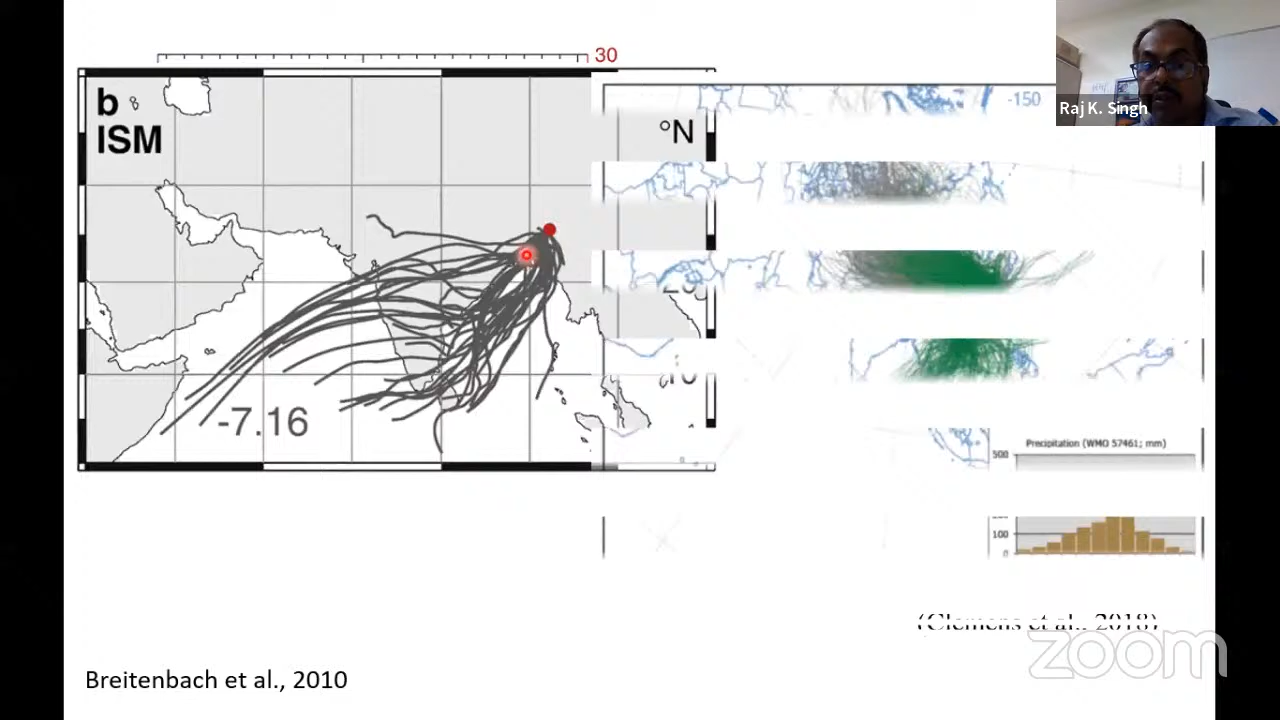 30
b 8
ISM
°N
-150
Raj K. Singh
-7.16
Precipitation (WMO 57461; mm)
500
100
0
(Clemens et al., 2018)
zoom
Breitenbach et al., 2010